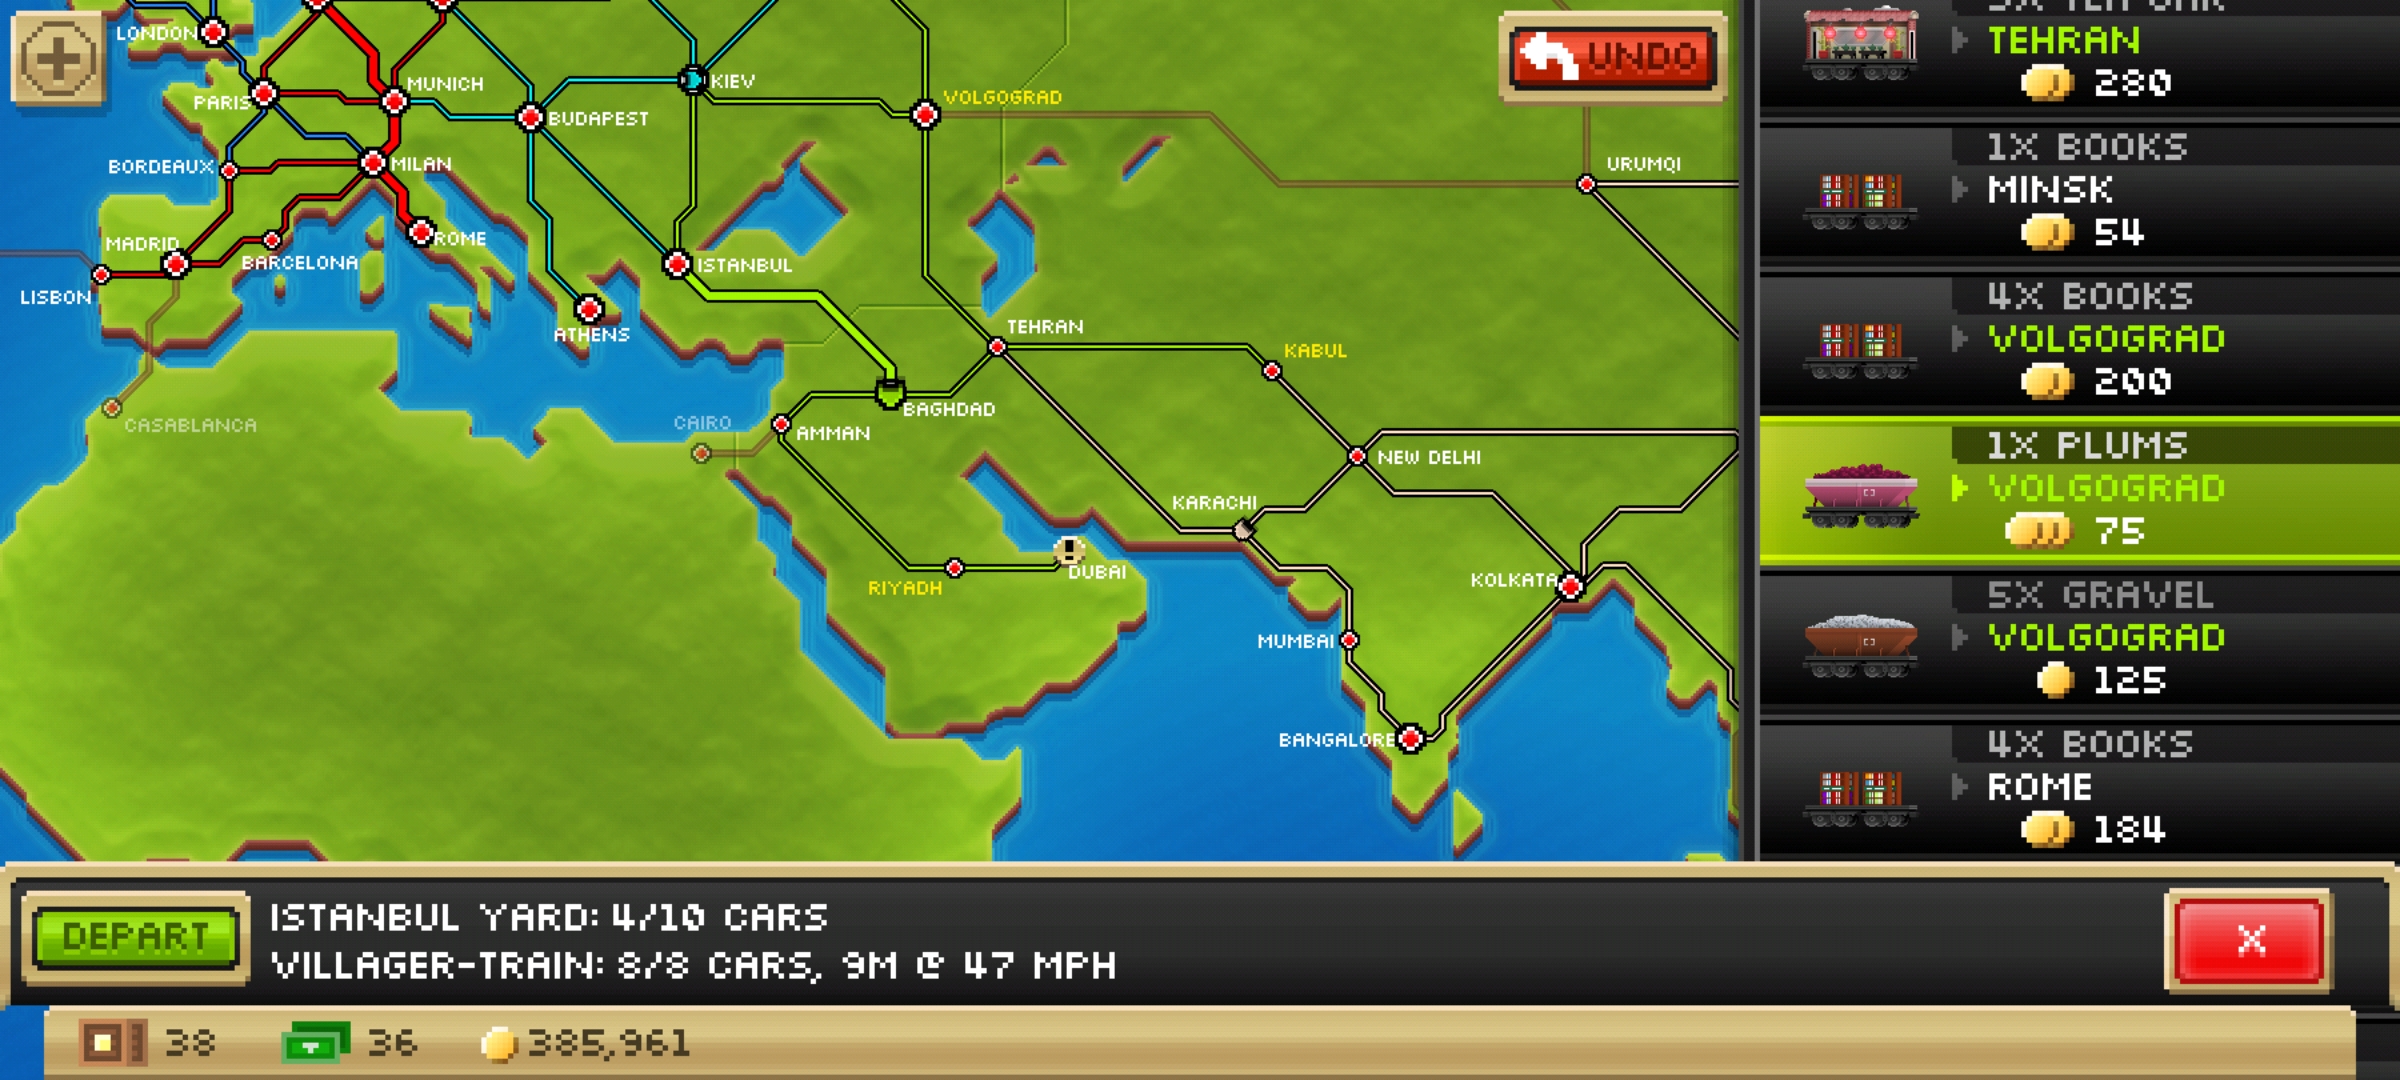 LONDON
PARIS
MUNICH
BUDAPEST
KIEV
VOLGOGRAD
UNDO
BORDEAUX
MILAN
URUMQI
MADRID
ROME
BARCELONA
ISTANBUL
LISBON
ATHENS
TEHRAN
KABUL
CASABLANCA
CAIRO
BAGHDAD
AMMAN
NEW DELHI
KARACHI
RIYADH
DUBAI
KOLKATA
MUMBAI
BANGALORE
TEHRAN
280
1X BOOKS
MINSK
54
4X BOOKS
VOLGOGRAD
200
1X PLUMS
VOLGOGRAD
75
5X GRAVEL
VOLGOGRAD
125
4X BOOKS
ROME
184
DEPART
ISTANBUL YARD: 4/10 CARS
VILLAGER-TRAIN: 8/8 CARS, 9M @ 47 MPH
X
38
36
385,961